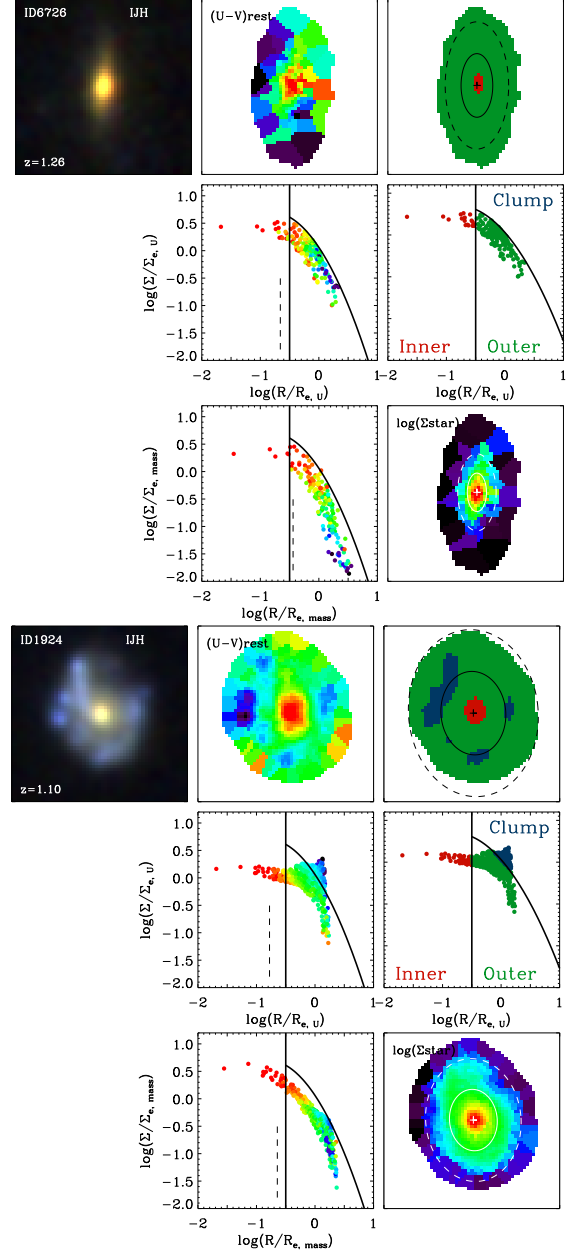 ID6726 IJH
z=1.26
(U-V)rest
1.0
0.5
0.0
-0.5
-1.0
-1.5
-2.0
log(Σ/Σe, U)
-2 -1 0 1
log(R/Re, U)
Clump
Inner Outer
-2 -1 0 1
log(R/Re, U)
1.0
0.5
0.0
-0.5
-1.0
-1.5
-2.0
log(Σ/Σe, mass)
-2 -1 0 1
log(R/Re, mass)
log(Σstar)
ID1924 IJH
z=1.10
(U-V)rest
1.0
0.5
0.0
-0.5
-1.0
-1.5
-2.0
log(Σ/Σe, U)
-2 -1 0 1
log(R/Re, U)
Clump
Inner Outer
-2 -1 0 1
log(R/Re, U)
1.0
0.5
0.0
-0.5
-1.0
-1.5
-2.0
log(Σ/Σe, mass)
-2 -1 0 1
log(R/Re, mass)
log(Σstar)